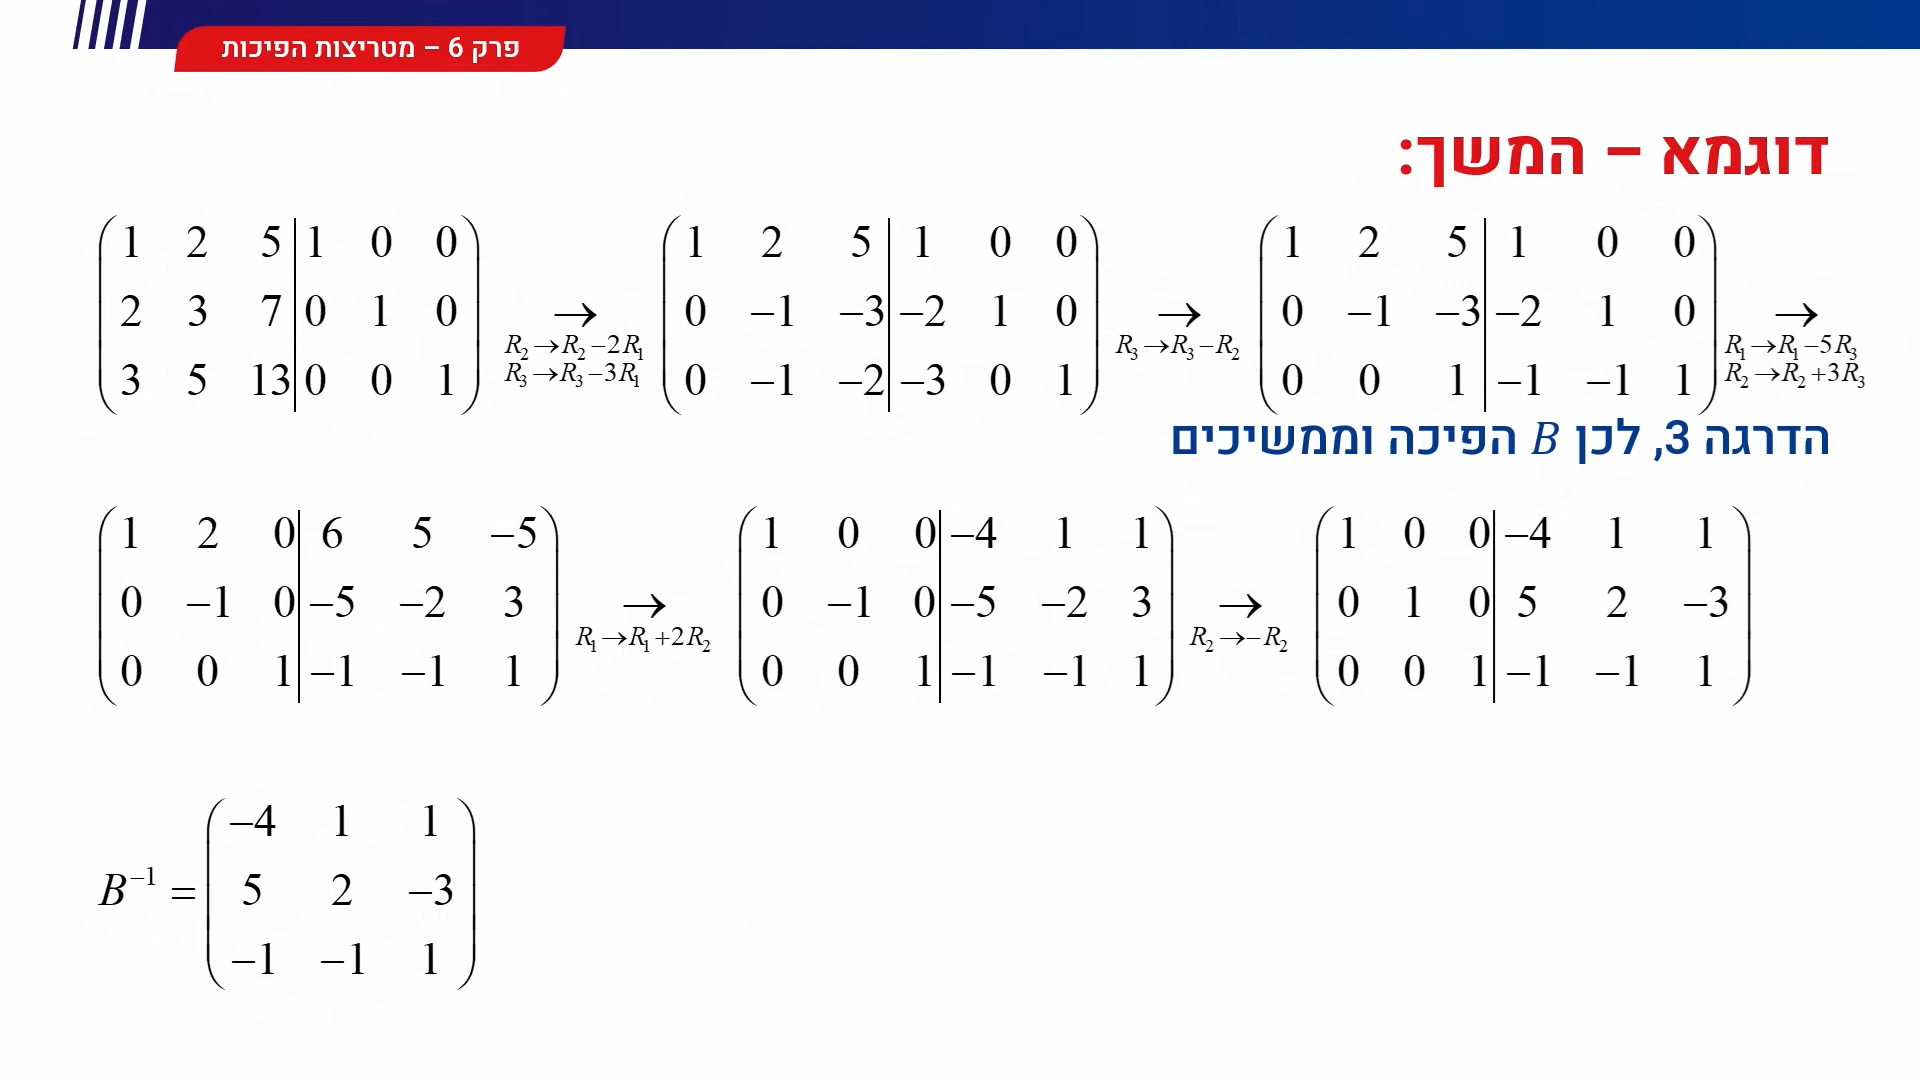 פרק 6 – מטריצות הפיכות
דוגמא – המשך:
1 2 5 | 1 0 0
2 3 7 | 0 1 0
3 5 13 | 0 0 1
→
R₂→R₂−2R₁
R₃→R₃−3R₁
1 2 5 | 1 0 0
0 −1 −3 | −2 1 0
0 −1 −2 | −3 0 1
→
R₃→R₃−R₂
1 2 5 | 1 0 0
0 −1 −3 | −2 1 0
0 0 1 | −1 −1 1
→
R₁→R₁−5R₃
R₂→R₂+3R₃
הדרגה 3, לכן B הפיכה וממשיכים
1 2 0 | 6 5 −5
0 −1 0 | −5 −2 3
0 0 1 | −1 −1 1
→
R₁→R₁+2R₂
1 0 0 | −4 1 1
0 −1 0 | −5 −2 3
0 0 1 | −1 −1 1
→
R₂→−R₂
1 0 0 | −4 1 1
0 1 0 | 5 2 −3
0 0 1 | −1 −1 1
B⁻¹ =
−4 1 1
5 2 −3
−1 −1 1